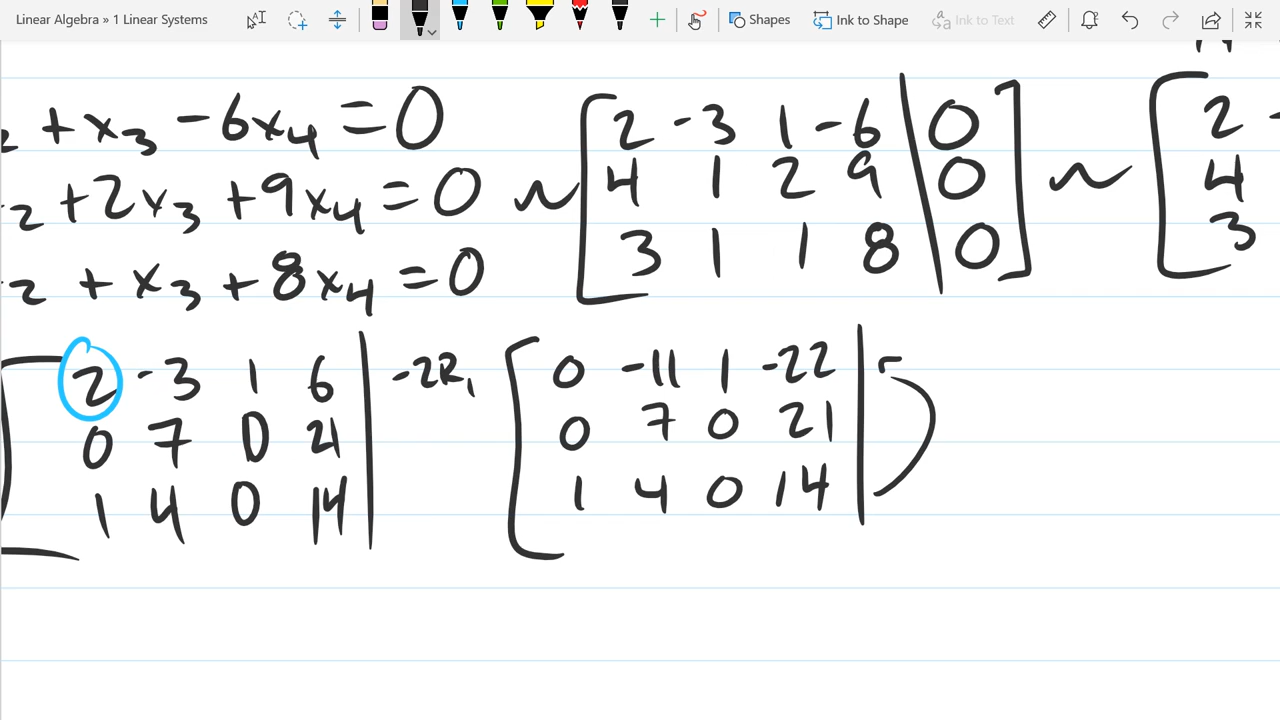 Linear Algebra » 1 Linear Systems
Shapes
Ink to Shape
Ink to Text
2 + x3 - 6x4 = 0 ~ [ 2 -3 1 -6 | 0 ] ~ [ 2 -
2 + 2x3 + 9x4 = 0 4 1 2 9 | 0 4
2 + x3 + 8x4 = 0 3 1 1 8 | 0 3
[ 2 -3 1 6 | -2R1 [ 0 -11 1 -22 |
0 7 0 21 | 0 7 0 21 |
1 4 0 14 | 1 4 0 14 |